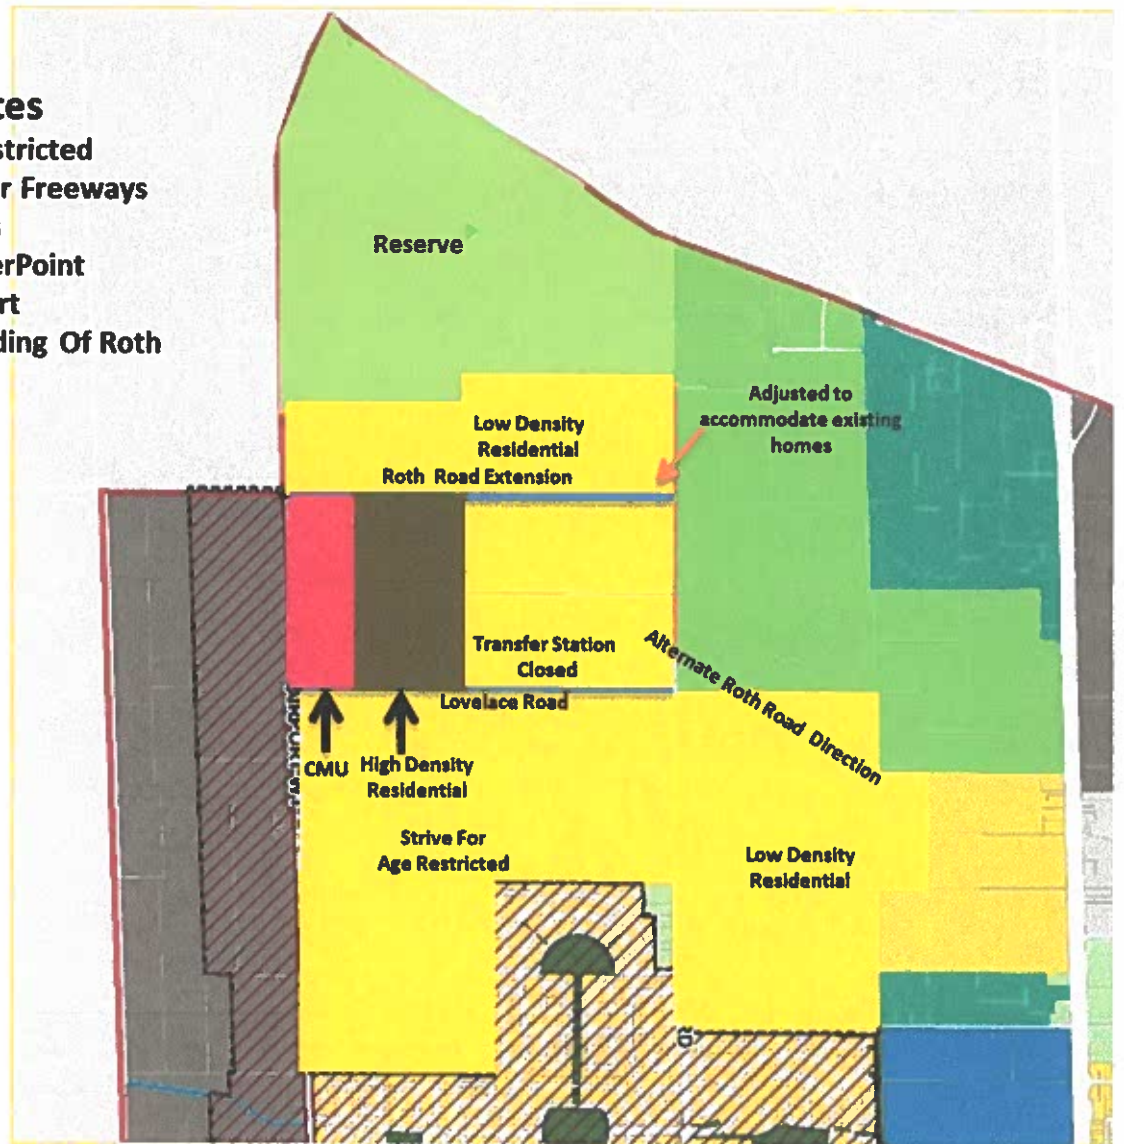 tes
stricted
r Freeways
s
erPoint
rt
ding Of Roth
Reserve
Adjusted to
accommodate existing
homes
Low Density
Residential
Roth Road Extension
Transfer Station
Closed
Alternate Roth Road Direction
Lovelace Road
CMU
High Density
Residential
Strive For
Age Restricted
Low Density
Residential